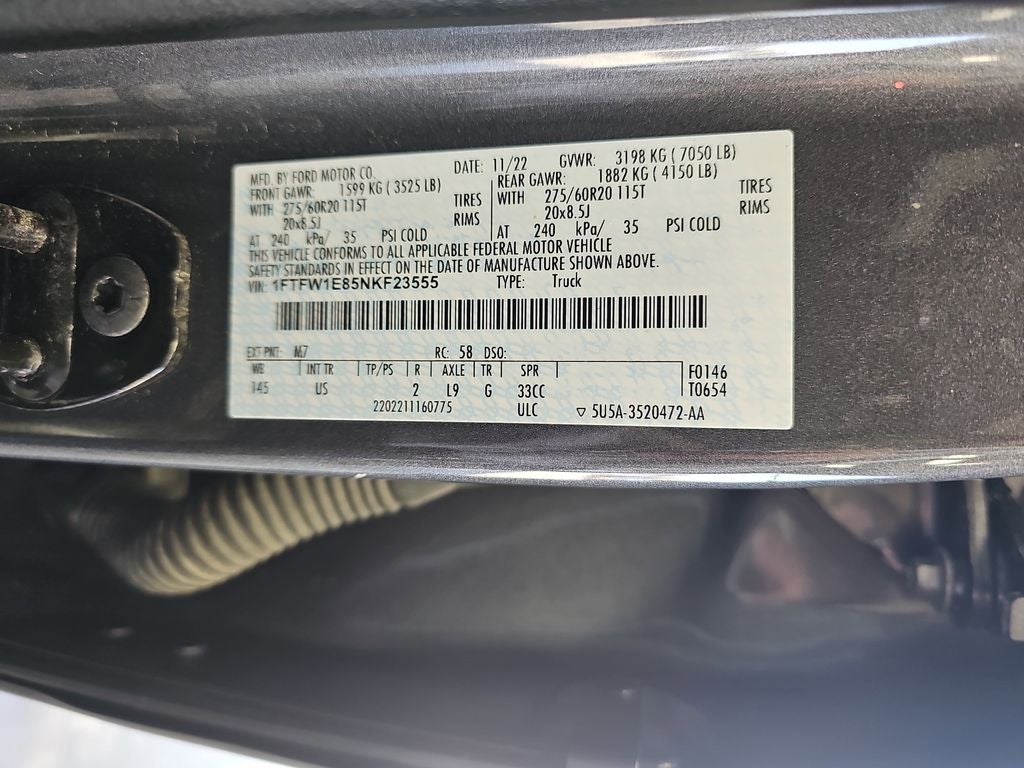 MFD. BY FORD MOTOR CO. DATE: 11/22 GVWR: 3198 KG ( 7050 LB)
FRONT GAWR: 1599 KG ( 3525 LB) REAR GAWR: 1882 KG ( 4150 LB)
WITH 275/60R20 115T TIRES WITH 275/60R20 115T TIRES
20x8.5J RIMS 20x8.5J RIMS
AT 240 kPa/ 35 PSI COLD AT 240 kPa/ 35 PSI COLD
THIS VEHICLE CONFORMS TO ALL APPLICABLE FEDERAL MOTOR VEHICLE
SAFETY STANDARDS IN EFFECT ON THE DATE OF MANUFACTURE SHOWN ABOVE.
VIN: 1FTFW1E85NKF23555 TYPE: Truck
EXT PNT: M7 RC: 58 DSO:
WB INT TR TP/PS R AXLE TR SPR F0146
145 US 2 L9 G 33CC T0654
2202211160775 ULC ▽ 5U5A-3520472-AA